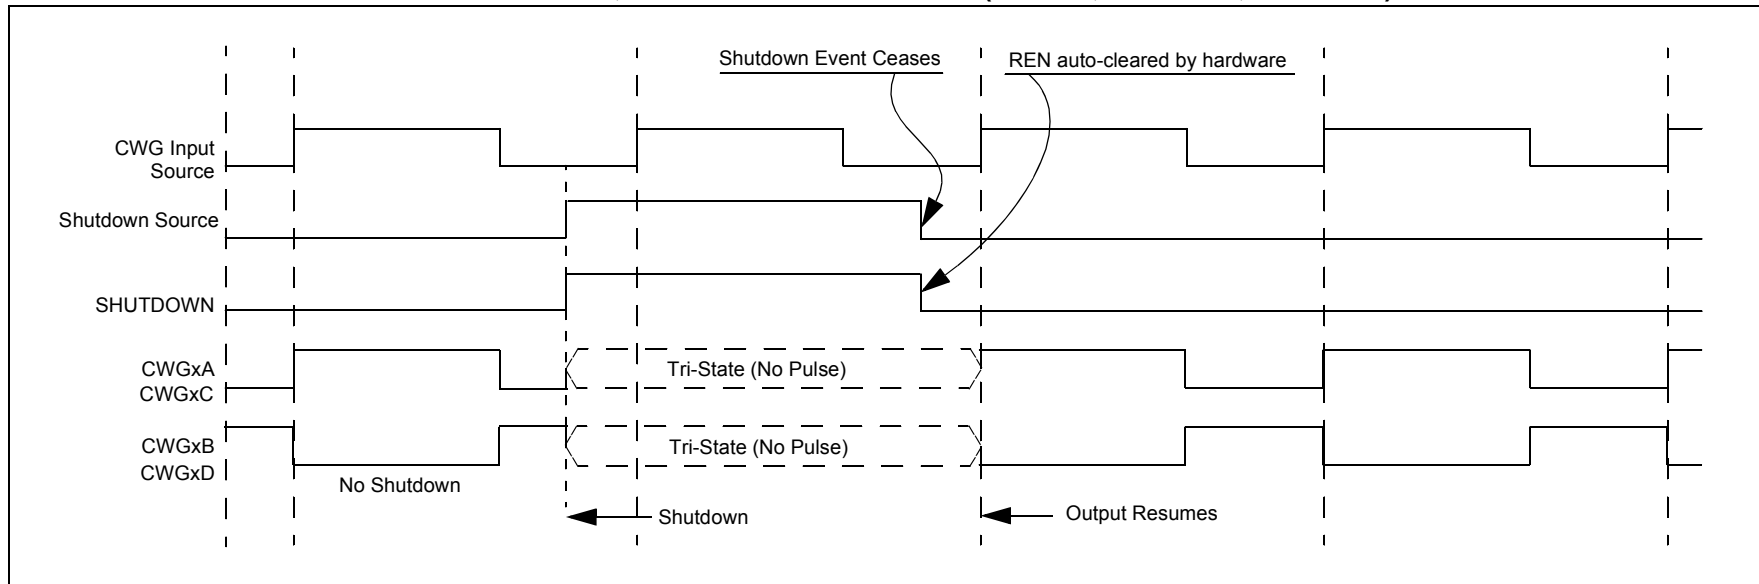 Shutdown Event Ceases
REN auto-cleared by hardware
CWG Input
Source
Shutdown Source
SHUTDOWN
CWGxA
CWGxC
Tri-State (No Pulse)
CWGxB
CWGxD
Tri-State (No Pulse)
No Shutdown
Shutdown
Output Resumes